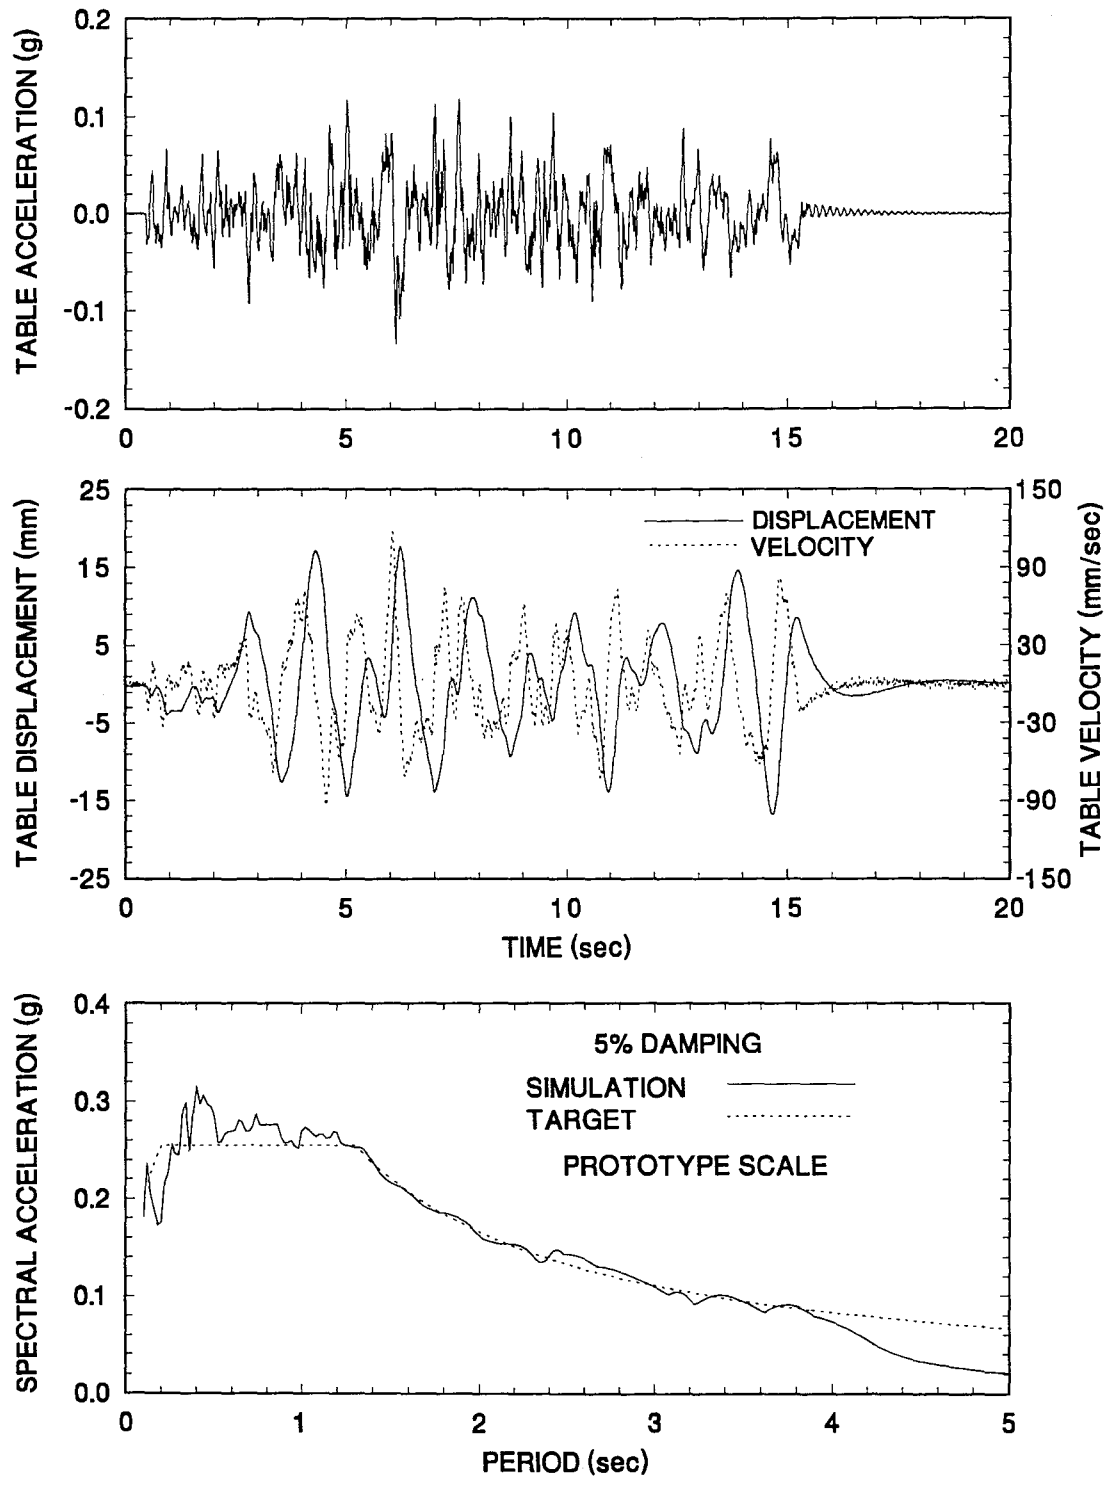 TABLE ACCELERATION (g)
0.2
0.1
0.0
-0.1
-0.2
0 5 10 15 20
TABLE DISPLACEMENT (mm)
25
15
5
-5
-15
-25
DISPLACEMENT
VELOCITY
150
90
30
-30
-90
-150
TABLE VELOCITY (mm/sec)
0 5 10 15 20
TIME (sec)
SPECTRAL ACCELERATION (g)
0.4
0.3
0.2
0.1
0.0
5% DAMPING
SIMULATION
TARGET
PROTOTYPE SCALE
0 1 2 3 4 5
PERIOD (sec)